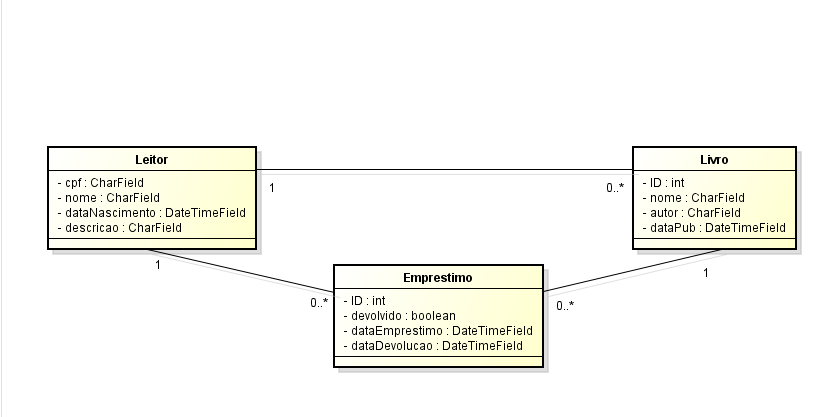 Leitor
- cpf : CharField
- nome : CharField
- dataNascimento : DateTimeField
- descricao : CharField
Livro
- ID : int
- nome : CharField
- autor : CharField
- dataPub : DateTimeField
1
0..*
1
0..*
1
0..*
Emprestimo
- ID : int
- devolvido : boolean
- dataEmprestimo : DateTimeField
- dataDevolucao : DateTimeField